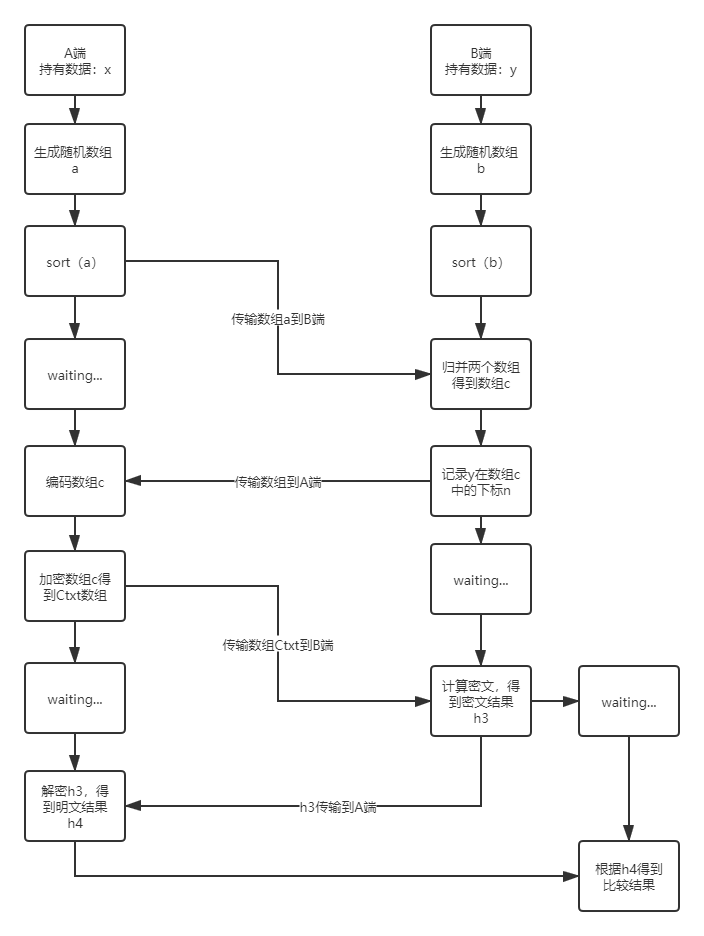 A端
持有数据：x
B端
持有数据：y
生成随机数组
a
生成随机数组
b
sort（a）
sort（b）
传输数组a到B端
waiting...
归并两个数组
得到数组c
编码数组c
传输数组到A端
记录y在数组c
中的下标n
加密数组c得
到Ctxt数组
waiting...
传输数组Ctxt到B端
waiting...
计算密文，得
到密文结果
h3
waiting...
解密h3，得
到明文结果
h4
h3传输到A端
根据h4得到
比较结果